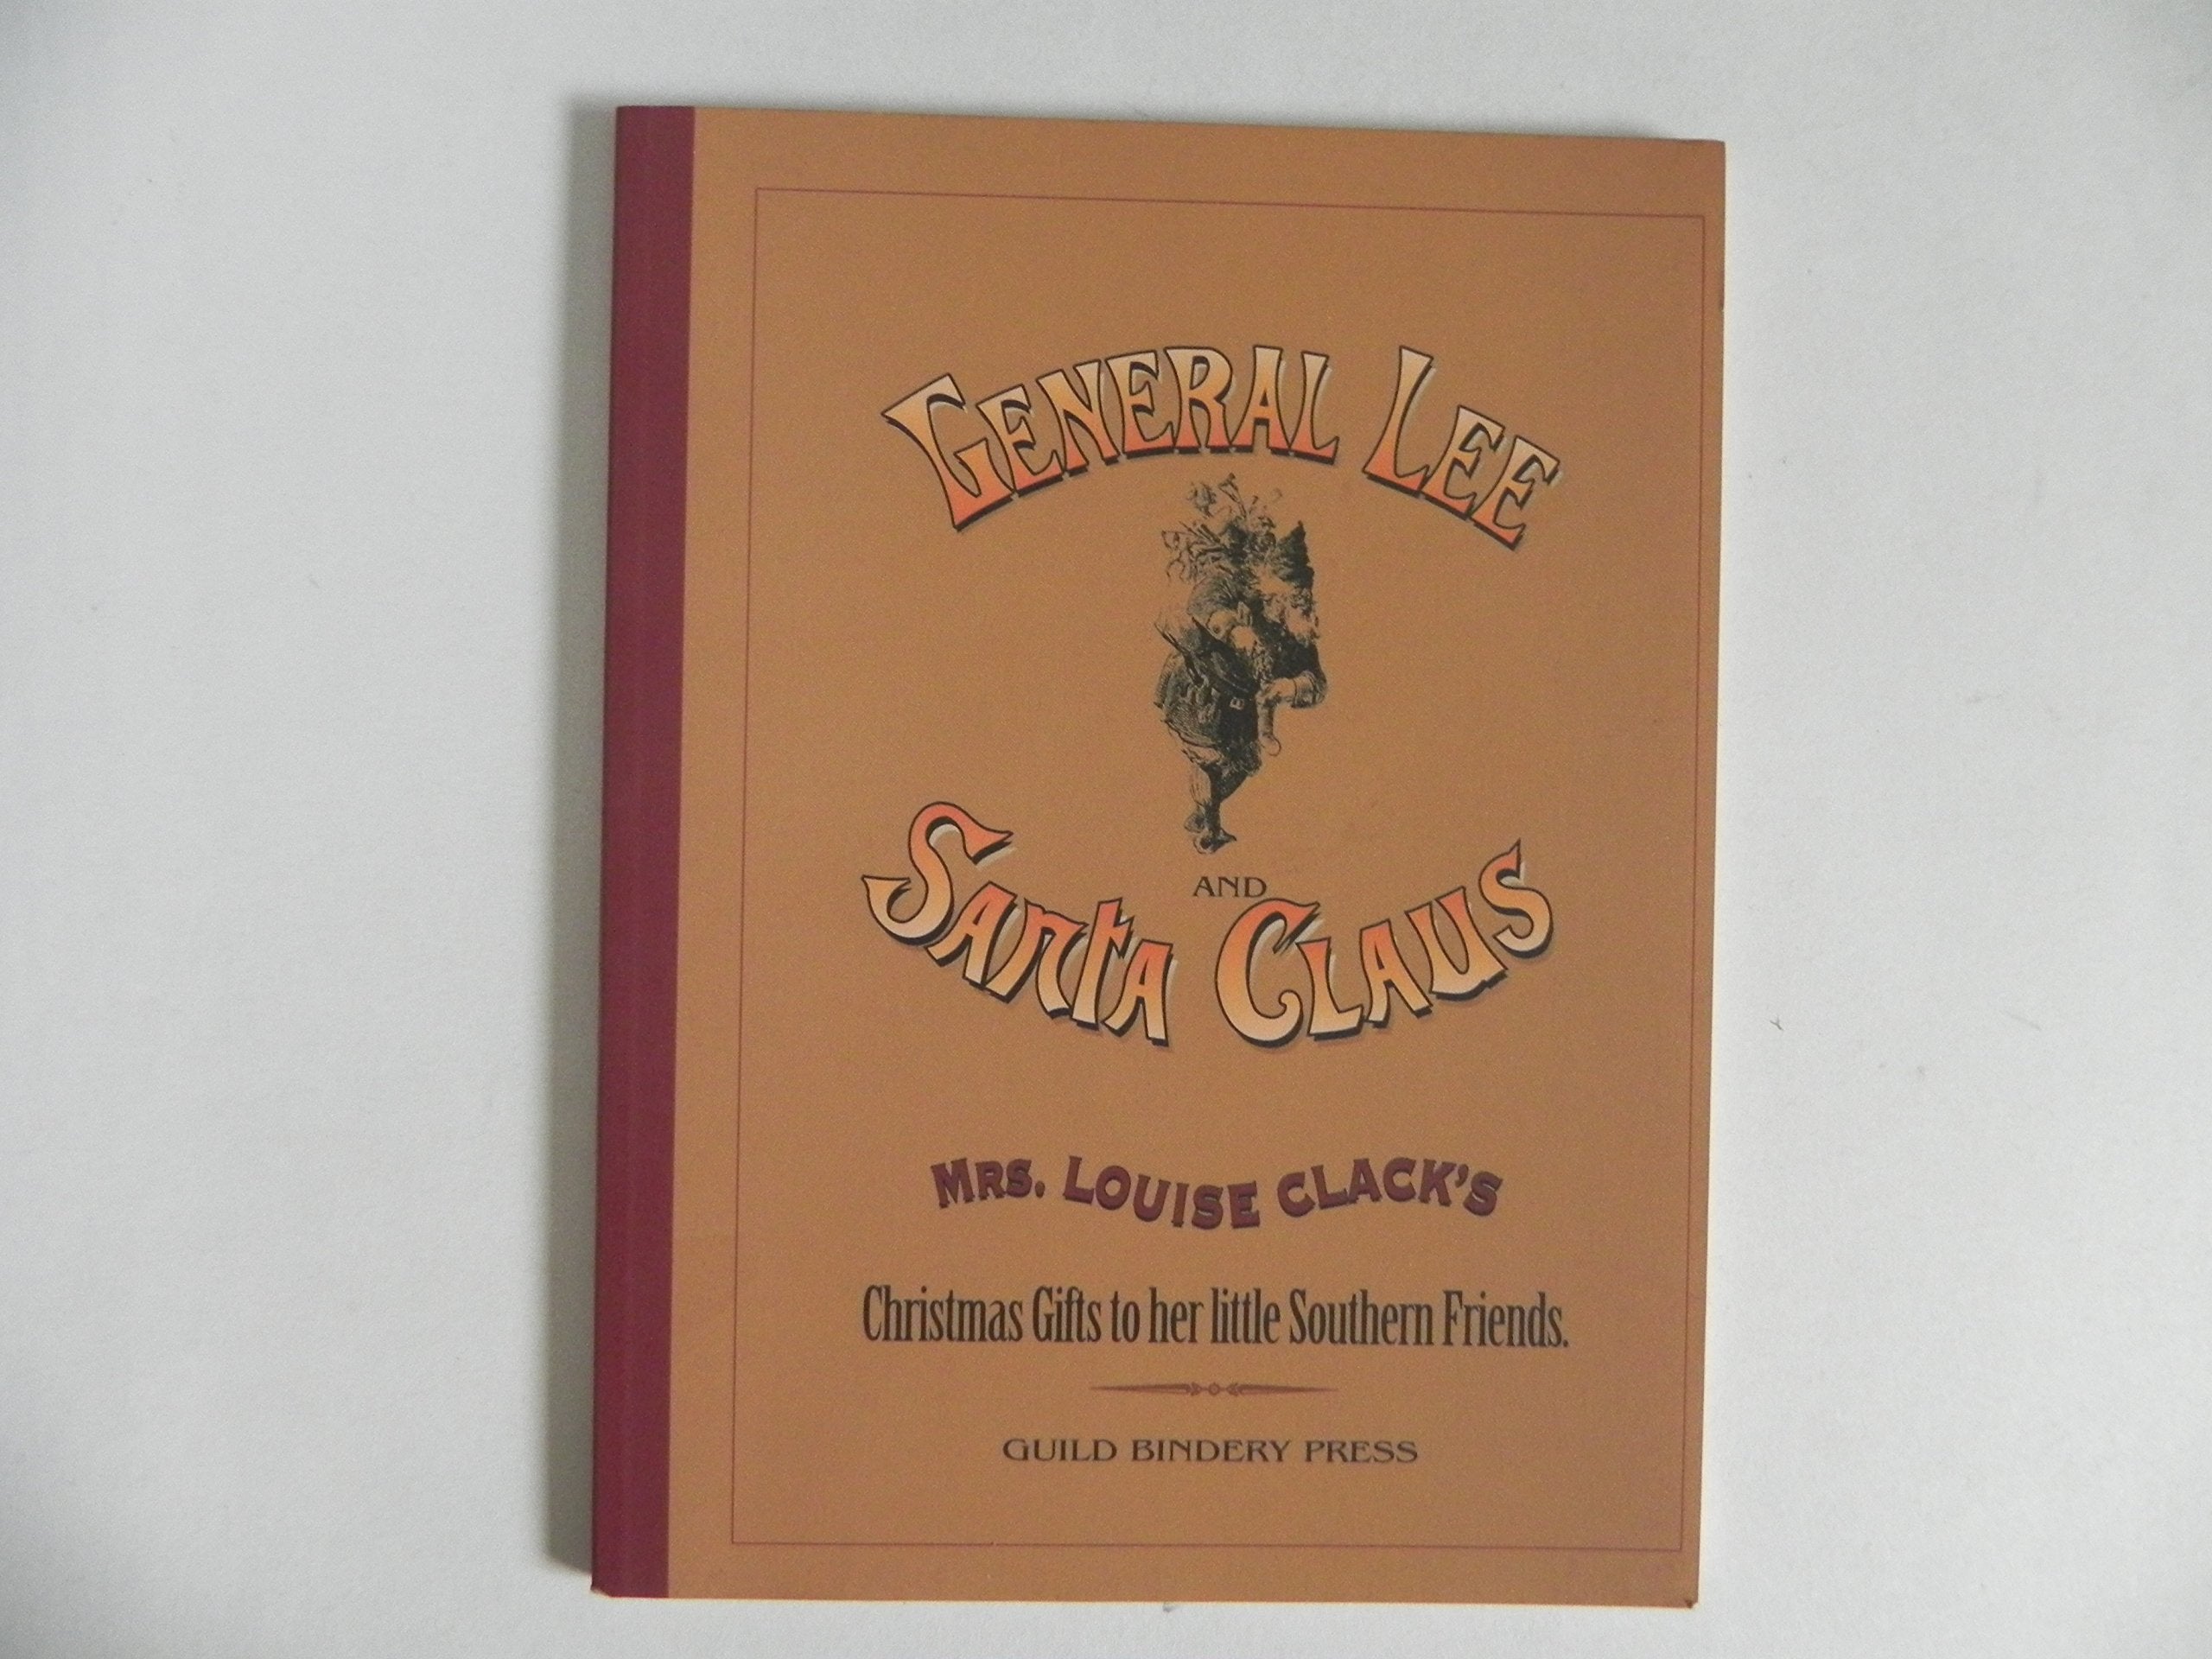 GENERAL LEE
AND
SANTA CLAUS
MRS. LOUISE CLACK'S
Christmas Gifts to her little Southern Friends.
GUILD BINDERY PRESS